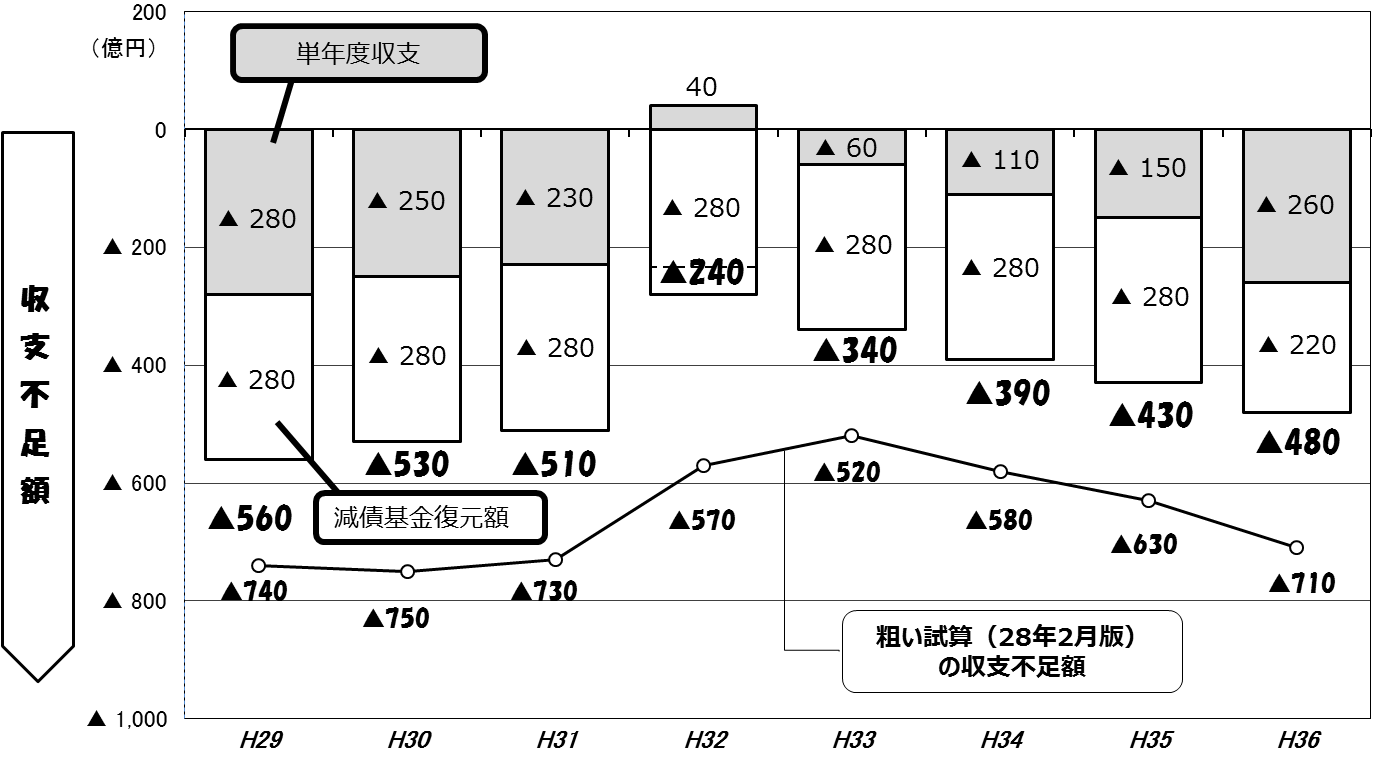 200
（億円）
単年度収支
40
0
▲ 60
▲ 110
▲ 150
▲ 280
▲ 250
▲ 230
▲ 280
▲ 260
▲ 200
▲240
▲ 280
▲ 280
▲ 280
収支不足額
▲ 280
▲ 280
▲ 280
▲ 220
▲340
▲ 400
▲390
▲430
▲480
▲530
▲510
▲520
▲ 600
▲560
減債基金復元額
▲570
▲580
▲630
▲740
▲750
▲730
▲710
▲ 800
粗い試算（28年2月版）
の収支不足額
▲ 1,000
H29
H30
H31
H32
H33
H34
H35
H36